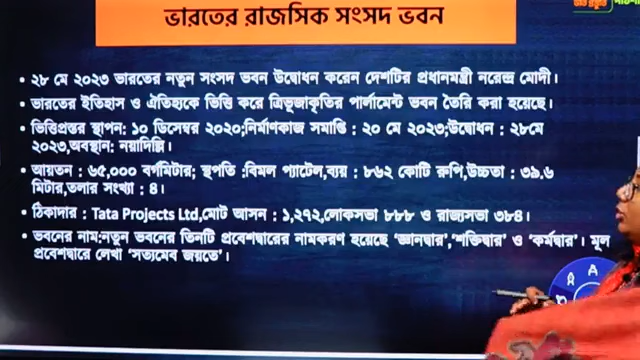 ভারতের রাজসিক সংসদ ভবন
• ২৮ মে ২০২৩ ভারতের নতুন সংসদ ভবন উদ্বোধন করেন দেশটির প্রধানমন্ত্রী নরেন্দ্র মোদী।
• ভারতের ইতিহাস ও ঐতিহ্যকে ভিত্তি করে ত্রিভূজাকৃতির পার্লামেন্ট ভবন তৈরি করা হয়েছে।
• ভিত্তিপ্রস্তর স্থাপন: ১০ ডিসেম্বর ২০২০;নির্মাণকাজ সমাপ্তি : ২০ মে ২০২৩;উদ্বোধন : ২৮মে
২০২৩,অবস্থান: নয়াদিল্লি।
• আয়তন : ৬৫,০০০ বর্গমিটার; স্থপতি :বিমল প্যাটেল,ব্যয় : ৮৬২ কোটি রুপি,উচ্চতা : ৩৯.৬
মিটার,তলার সংখ্যা : ৪।
• ঠিকাদার : Tata Projects Ltd,মোট আসন : ১,২৭২,লোকসভা ৮৮৮ ও রাজ্যসভা ৩৮৪।
• ভবনের নাম:নতুন ভবনের তিনটি প্রবেশদ্বারের নামকরণ হয়েছে ‘জ্ঞানদ্বার’,‘শক্তিদ্বার’ ও ‘কর্মদ্বার’। মূল
প্রবেশদ্বারে লেখা ‘সত্যমেব জয়তে’।